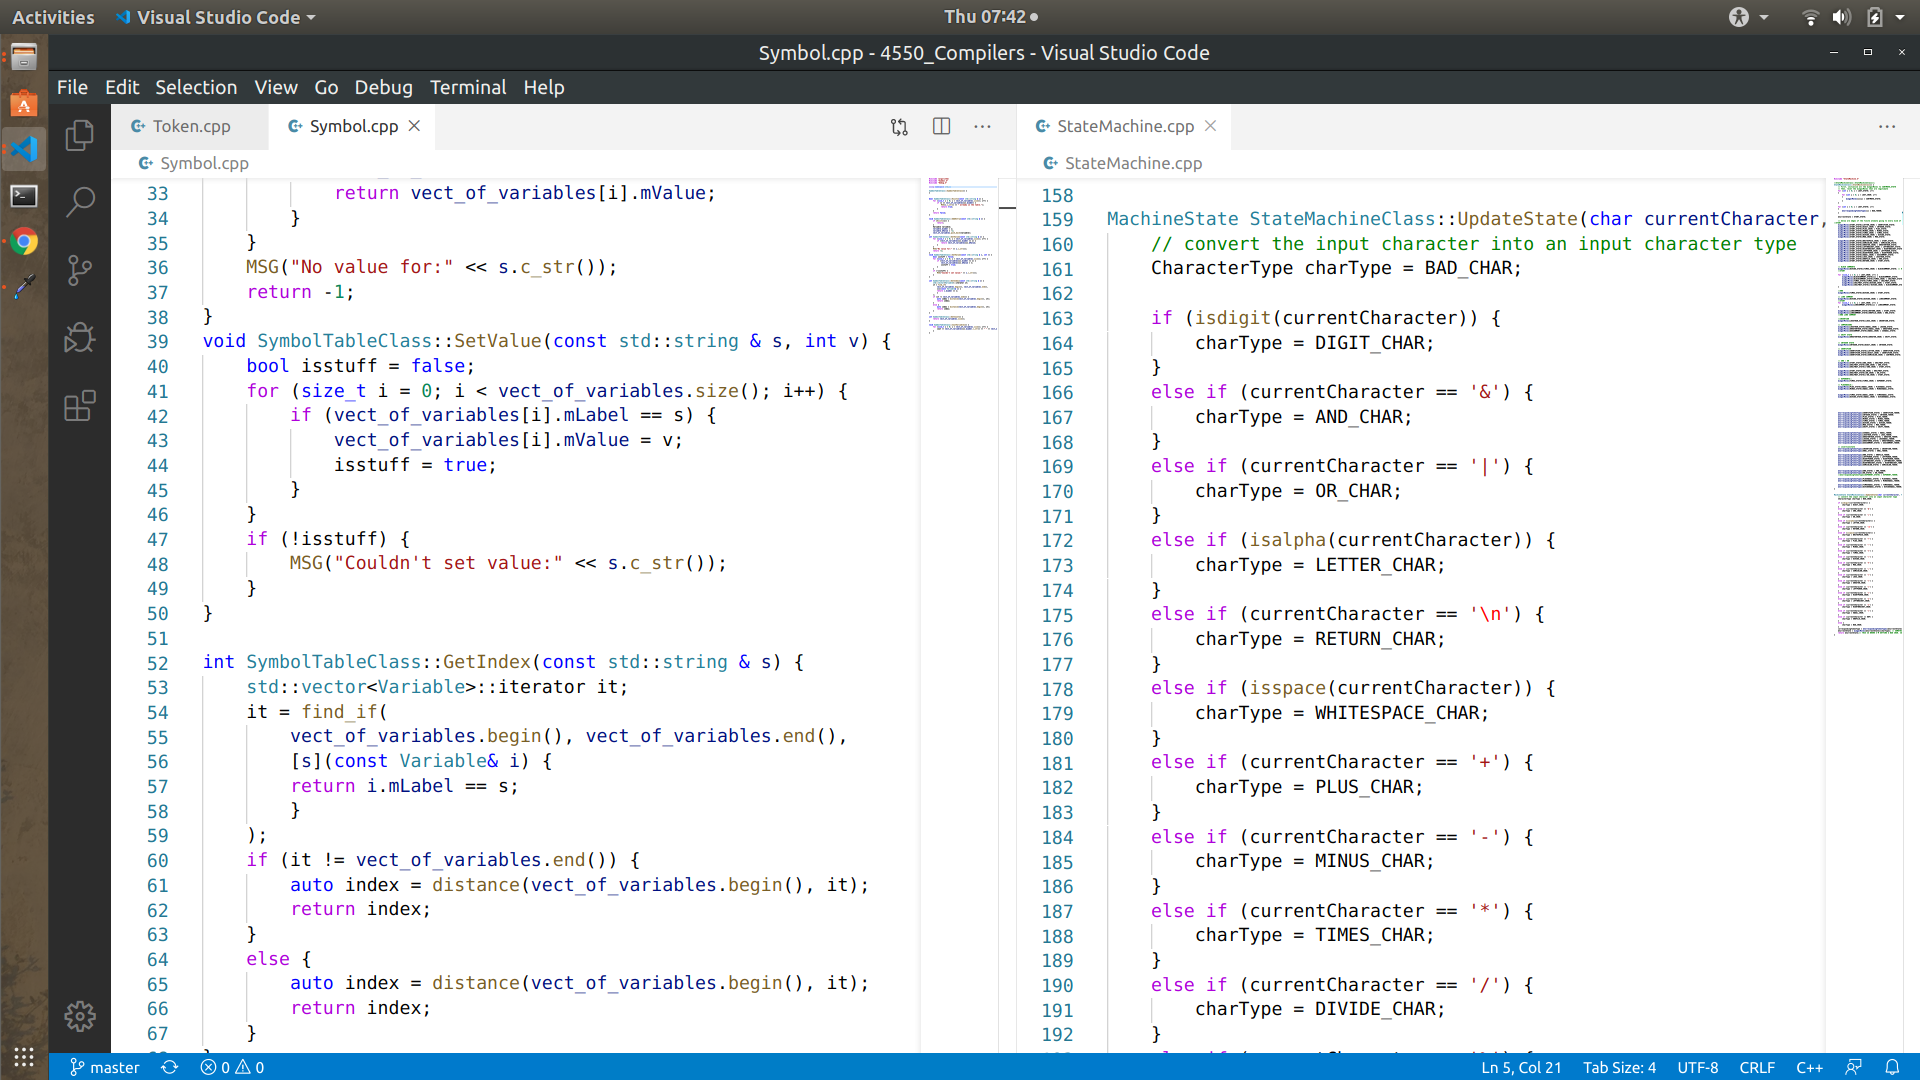 Activities
Visual Studio Code
Thu 07:42
Symbol.cpp - 4550_Compilers - Visual Studio Code
File Edit Selection View Go Debug Terminal Help
Token.cpp
Symbol.cpp
Symbol.cpp
33 return vect_of_variables[i].mValue;
34 }
35 }
36 MSG("No value for:" << s.c_str());
37 return -1;
38 }
39 void SymbolTableClass::SetValue(const std::string & s, int v) {
40 bool isstuff = false;
41 for (size_t i = 0; i < vect_of_variables.size(); i++) {
42 if (vect_of_variables[i].mLabel == s) {
43 vect_of_variables[i].mValue = v;
44 isstuff = true;
45 }
46 }
47 if (!isstuff) {
48 MSG("Couldn't set value:" << s.c_str());
49 }
50 }
51
52 int SymbolTableClass::GetIndex(const std::string & s) {
53 std::vector<Variable>::iterator it;
54 it = find_if(
55 vect_of_variables.begin(), vect_of_variables.end(),
56 [s](const Variable& i) {
57 return i.mLabel == s;
58 }
59 );
60 if (it != vect_of_variables.end()) {
61 auto index = distance(vect_of_variables.begin(), it);
62 return index;
63 }
64 else {
65 auto index = distance(vect_of_variables.begin(), it);
66 return index;
67 }
StateMachine.cpp
StateMachine.cpp
158
159 MachineState StateMachineClass::UpdateState(char currentCharacter,
160 // convert the input character into an input character type
161 CharacterType charType = BAD_CHAR;
162
163 if (isdigit(currentCharacter)) {
164 charType = DIGIT_CHAR;
165 }
166 else if (currentCharacter == '&') {
167 charType = AND_CHAR;
168 }
169 else if (currentCharacter == '|') {
170 charType = OR_CHAR;
171 }
172 else if (isalpha(currentCharacter)) {
173 charType = LETTER_CHAR;
174 }
175 else if (currentCharacter == '\n') {
176 charType = RETURN_CHAR;
177 }
178 else if (isspace(currentCharacter)) {
179 charType = WHITESPACE_CHAR;
180 }
181 else if (currentCharacter == '+') {
182 charType = PLUS_CHAR;
183 }
184 else if (currentCharacter == '-') {
185 charType = MINUS_CHAR;
186 }
187 else if (currentCharacter == '*') {
188 charType = TIMES_CHAR;
189 }
190 else if (currentCharacter == '/') {
191 charType = DIVIDE_CHAR;
192 }
master 0 0 Ln 5, Col 21 Tab Size: 4 UTF-8 CRLF C++